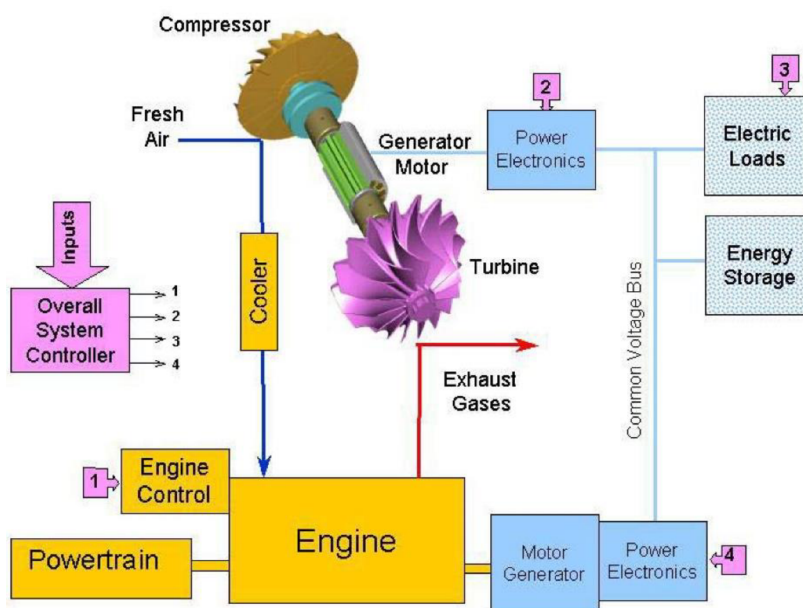 Compressor
2
3
Fresh
Air
Generator
Motor
Power
Electronics
Electric
Loads
Inputs
Turbine
Energy
Storage
Cooler
Overall
System
Controller
1
2
3
4
Common Voltage Bus
Exhaust
Gases
1
Engine
Control
Engine
Powertrain
Motor
Generator
Power
Electronics
4